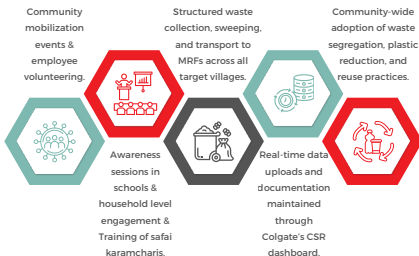 Community
mobilization
events &
employee
volunteering.
Awareness
sessions in
schools &
household level
engagement &
Training of safai
karamcharis.
Structured waste
collection, sweeping,
and transport to
MRFs across all
target villages.
Real-time data
uploads and
documentation
maintained
through
Colgate's CSR
dashboard.
Community-wide
adoption of waste
segregation, plastic
reduction, and
reuse practices.